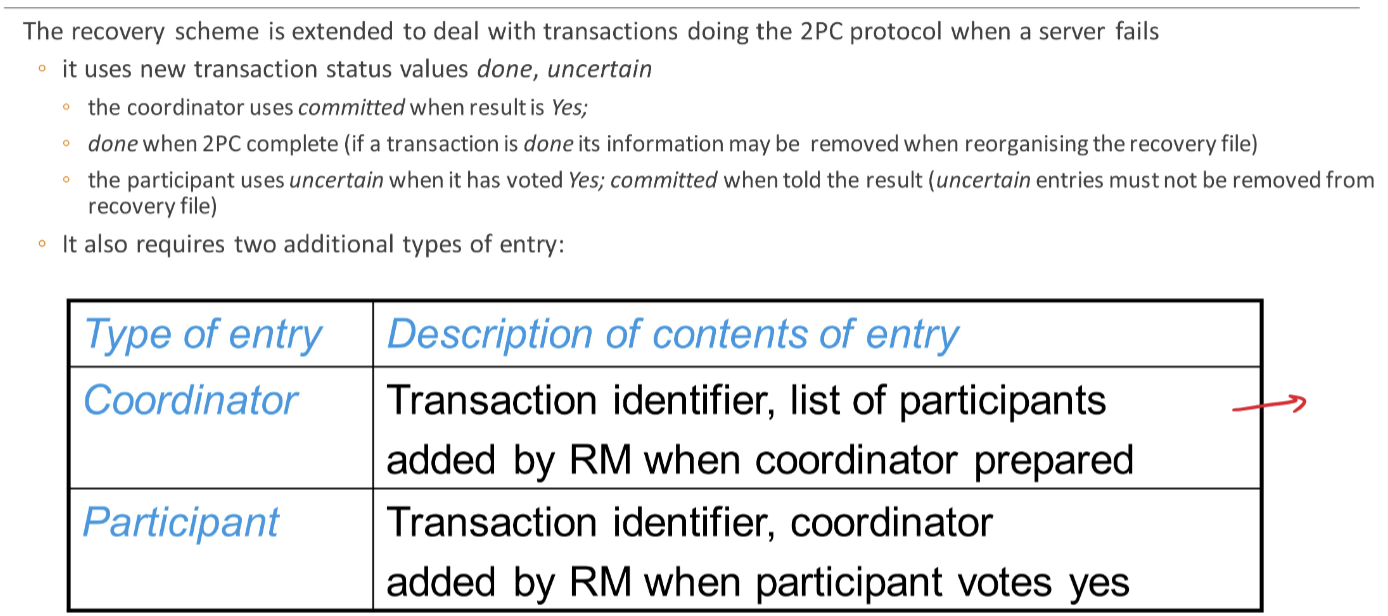 The recovery scheme is extended to deal with transactions doing the 2PC protocol when a server fails
◦ it uses new transaction status values done, uncertain
◦ the coordinator uses committed when result is Yes;
◦ done when 2PC complete (if a transaction is done its information may be removed when reorganising the recovery file)
◦ the participant uses uncertain when it has voted Yes; committed when told the result (uncertain entries must not be removed from
recovery file)
◦ It also requires two additional types of entry:
Type of entry Description of contents of entry
Coordinator Transaction identifier, list of participants
added by RM when coordinator prepared
Participant Transaction identifier, coordinator
added by RM when participant votes yes